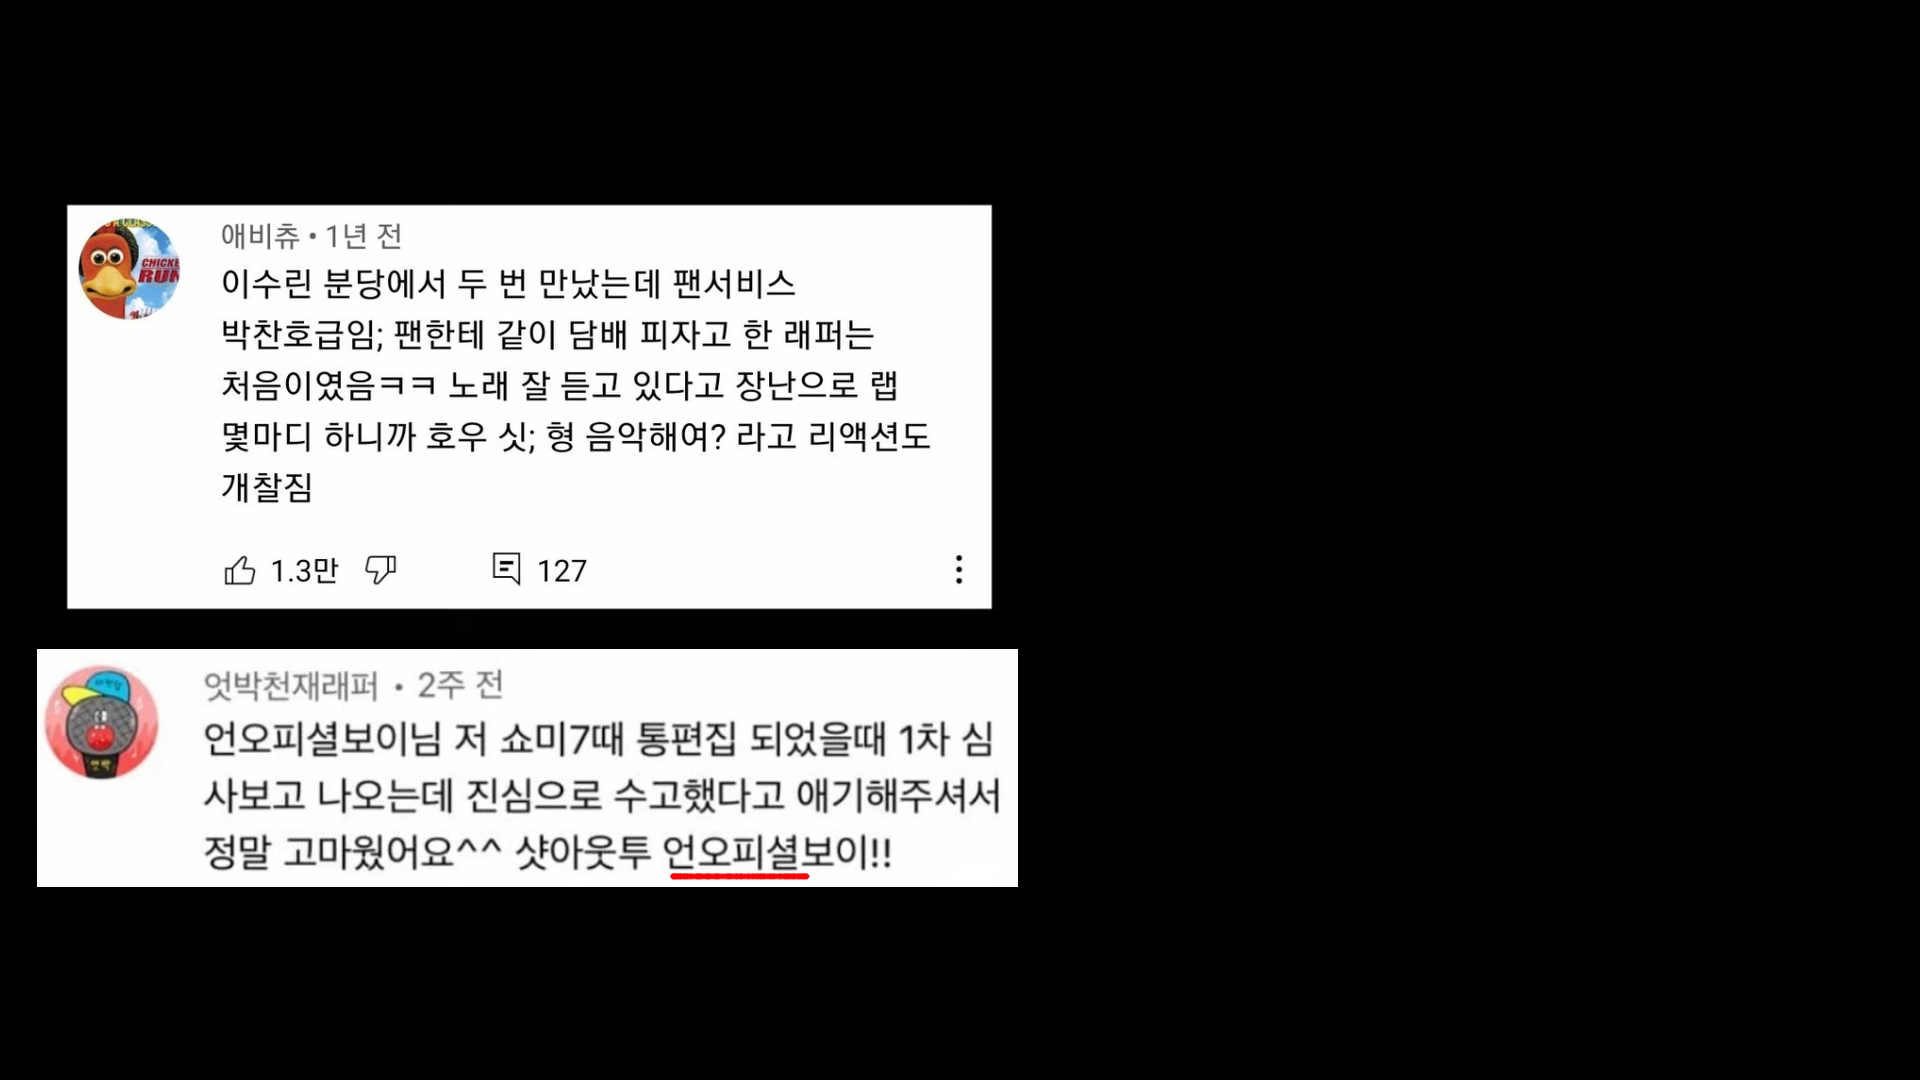 애비츄 • 1년 전
이수린 분당에서 두 번 만났는데 팬서비스
박찬호급임; 팬한테 같이 담배 피자고 한 래퍼는
처음이였음ㅋㅋ 노래 잘 듣고 있다고 장난으로 랩
몇마디 하니까 호우 싯; 형 음악해여? 라고 리액션도
개찰짐
1.3만 127
CHICKE
RUN
엇박천재래퍼 • 2주 전
언오피셜보이님 저 쇼미7때 통편집 되었을때 1차 심
사보고 나오는데 진심으로 수고했다고 얘기해주셔서
정말 고마웠어요^^ 샷아웃투 언오피셜보이!!
엇박